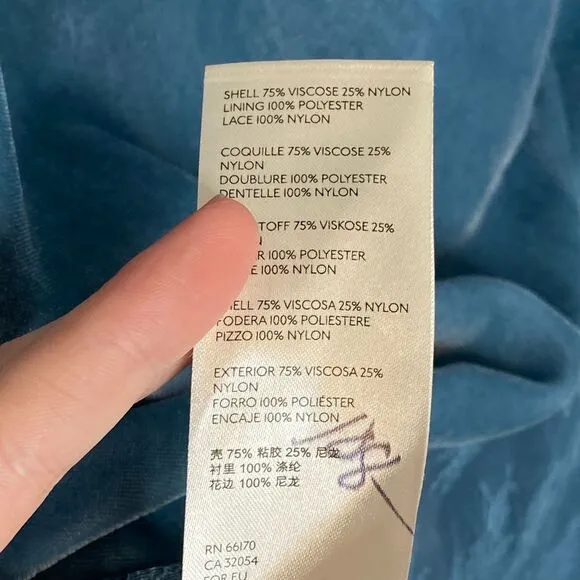 SHELL 75% VISCOSE 25% NYLON
LINING 100% POLYESTER
LACE 100% NYLON
COQUILLE 75% VISCOSE 25%
NYLON
DOUBLURE 100% POLYESTER
DENTELLE 100% NYLON
75% VISKOSE 25%
100% POLYESTER
100% NYLON
75% VISCOSA 25% NYLON
FODERA 100% POLIESTERE
PIZZO 100% NYLON
EXTERIOR 75% VISCOSA 25%
NYLON
FORRO 100% POLIÉSTER
ENCAJE 100% NYLON
壳 75% 粘胶 25% 尼龙
衬里 100% 涤纶
花边 100% 尼龙
RN 66170
CA 32054
FOR EU